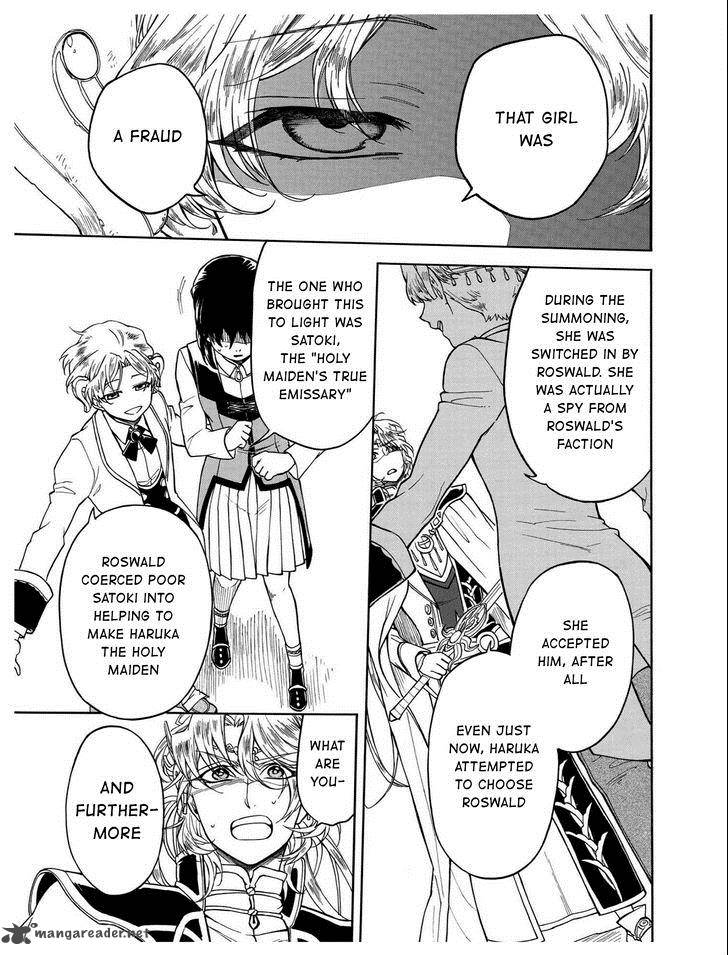 THAT GIRL
WAS
A FRAUD
DURING THE
SUMMONING,
SHE WAS
SWITCHED IN BY
ROSWALD. SHE
WAS ACTUALLY
A SPY FROM
ROSWALD'S
FACTION
THE ONE WHO
BROUGHT THIS
TO LIGHT WAS
SATOKI,
THE "HOLY
MAIDEN'S TRUE
EMISSARY"
ROSWALD
COERCED POOR
SATOKI INTO
HELPING TO
MAKE HARUKA
THE HOLY
MAIDEN
SHE
ACCEPTED
HIM, AFTER
ALL
EVEN JUST
NOW, HARUKA
ATTEMPTED
TO CHOOSE
ROSWALD
WHAT
ARE
YOU-
AND
FURTHER-
MORE
mangareader.net